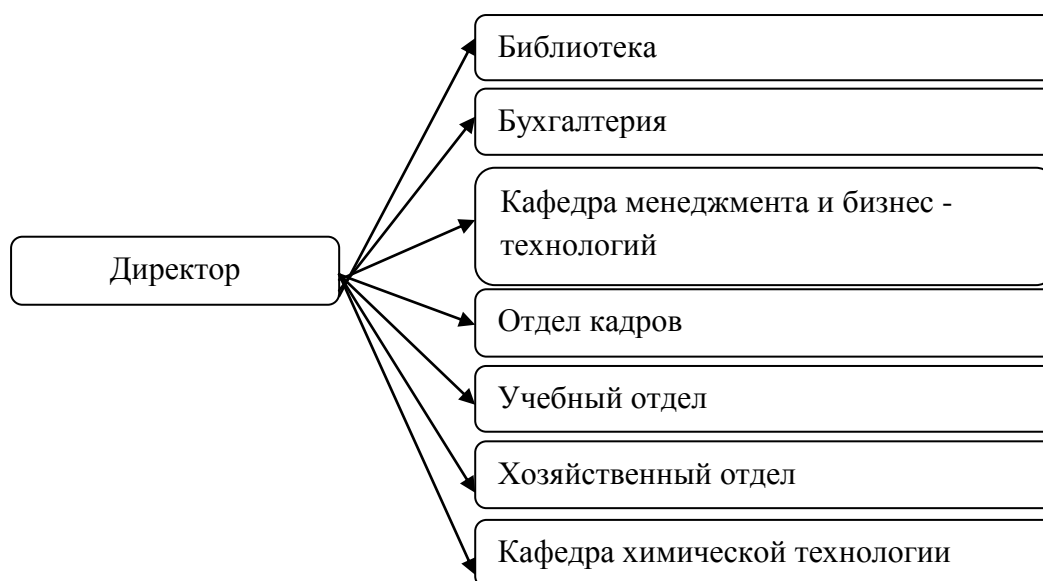 Библиотека
Бухгалтерия
Кафедра менеджмента и бизнес -
технологий
Директор
Отдел кадров
Учебный отдел
Хозяйственный отдел
Кафедра химической технологии